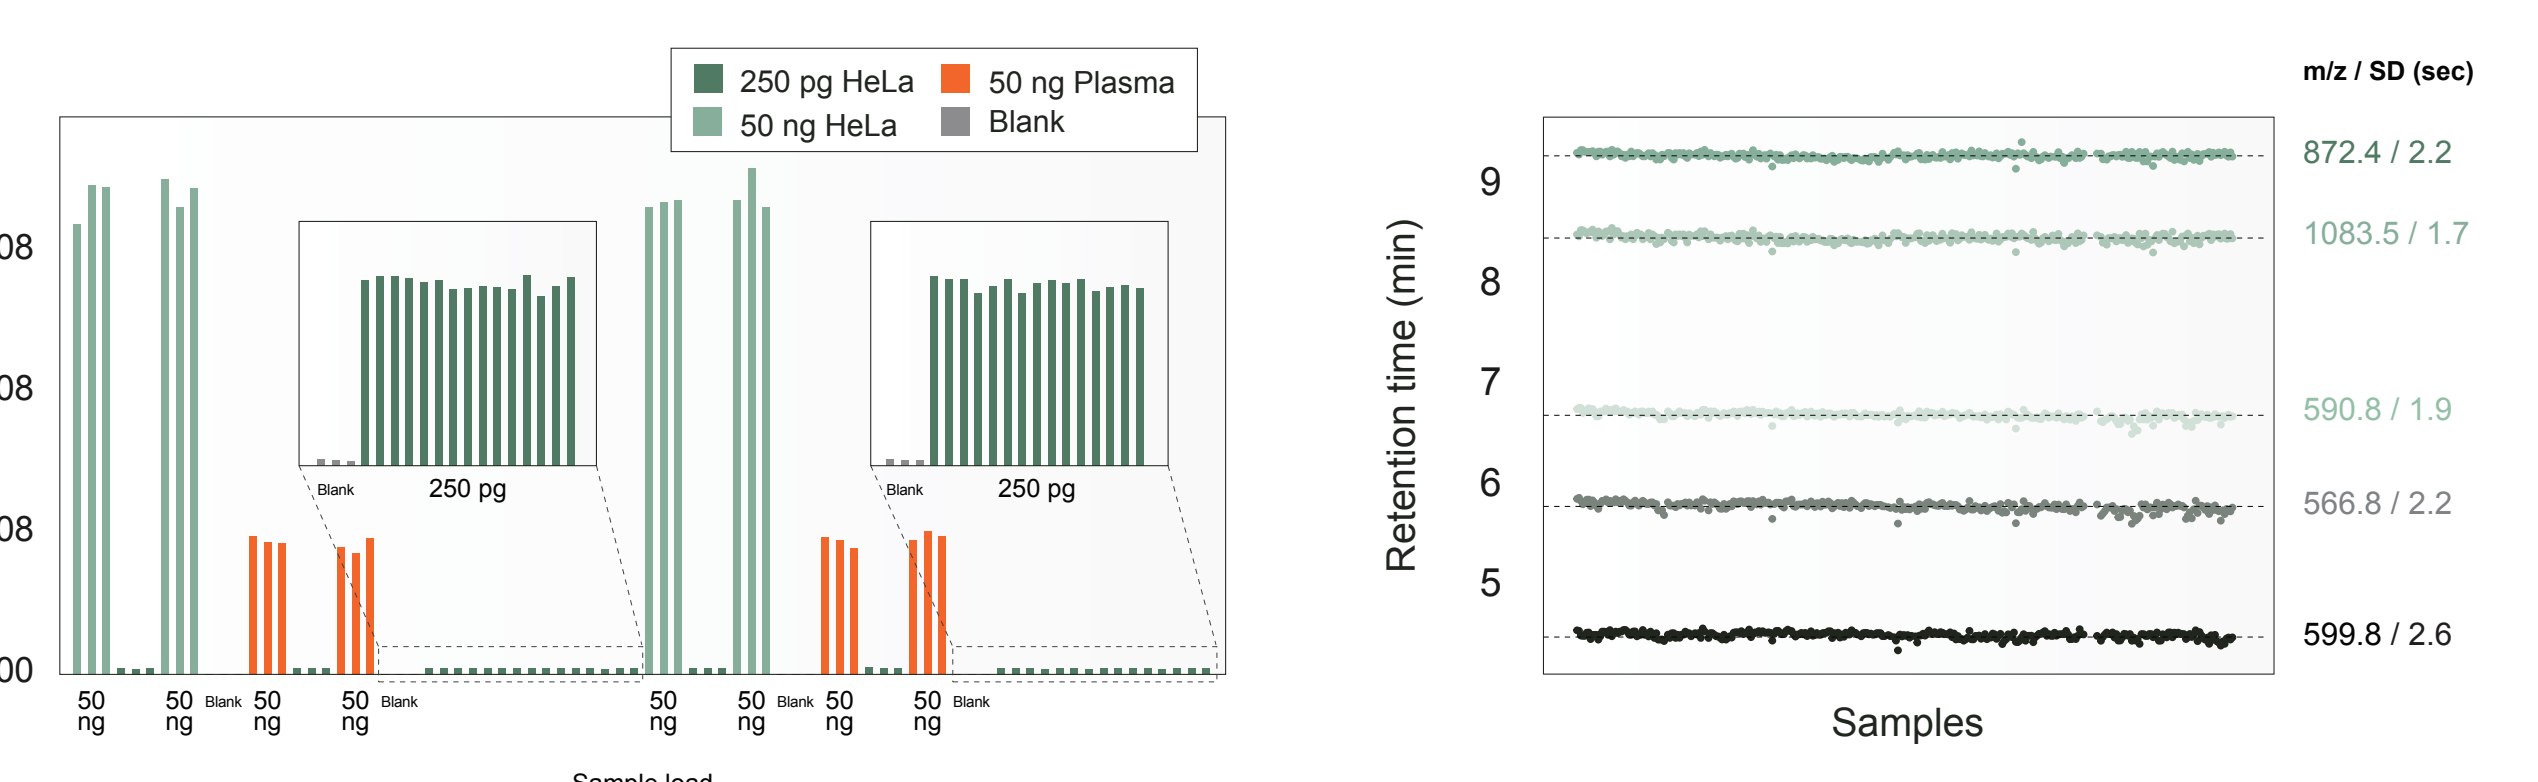 250 pg HeLa
50 ng HeLa
50 ng Plasma
Blank
08
08
08
00
Blank
250 pg
Blank
250 pg
50 ng
50 ng
Blank
50 ng
50 ng
Blank
50 ng
50 ng
Blank
50 ng
50 ng
Blank
Sample load
Retention time (min)
9
8
7
6
5
Samples
m/z / SD (sec)
872.4 / 2.2
1083.5 / 1.7
590.8 / 1.9
566.8 / 2.2
599.8 / 2.6